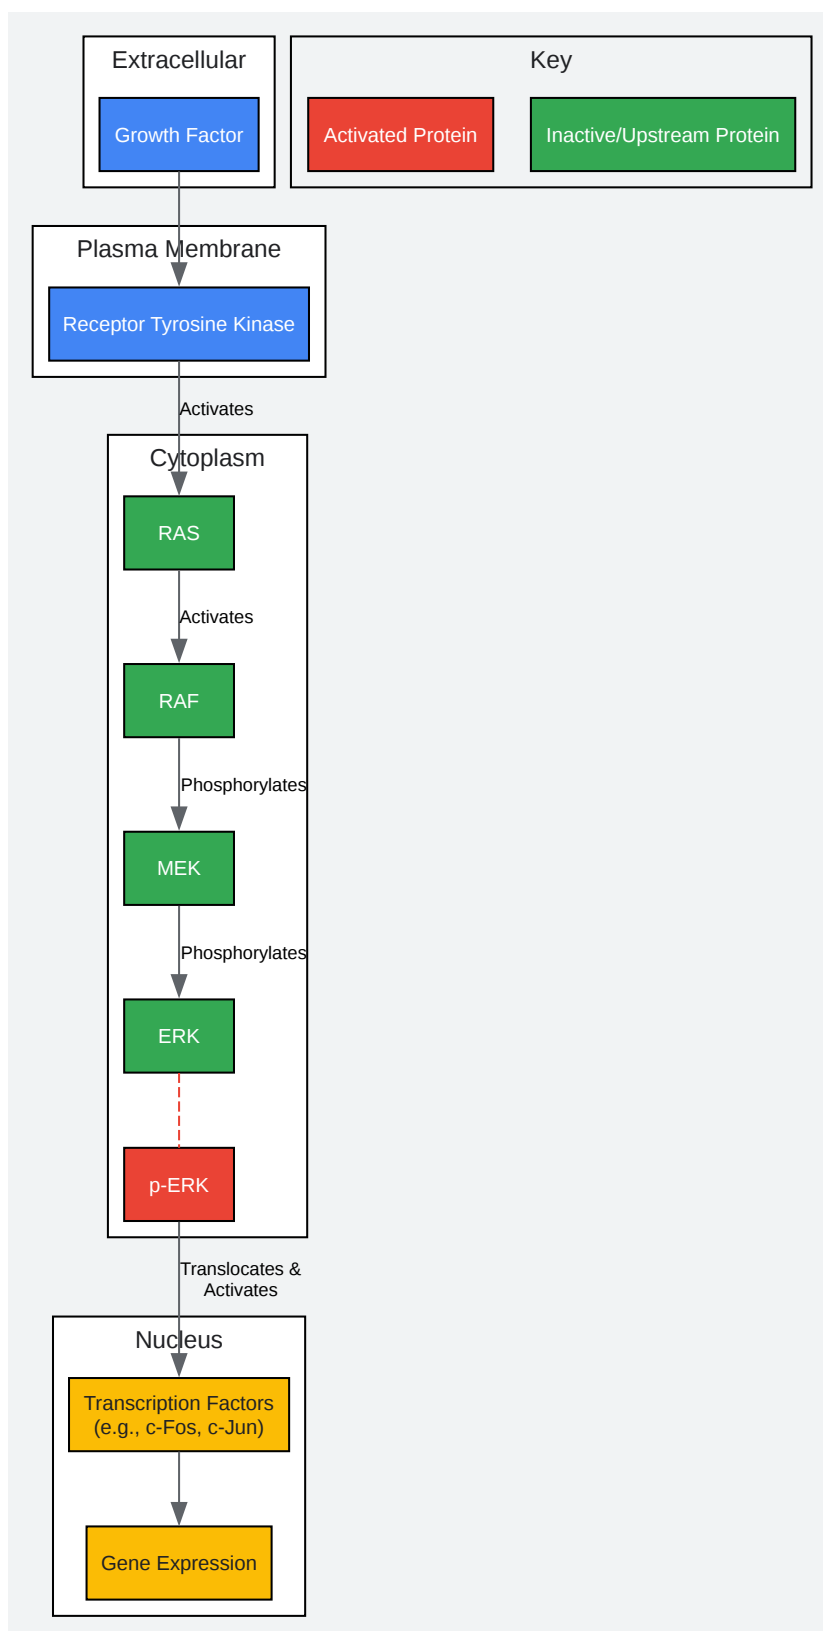 Extracellular
Growth Factor
Key
Activated Protein
Inactive/Upstream Protein
Plasma Membrane
Receptor Tyrosine Kinase
Activates
Cytoplasm
RAS
Activates
RAF
Phosphorylates
MEK
Phosphorylates
ERK
p-ERK
Translocates &
Activates
Nucleus
Transcription Factors
(e.g., c-Fos, c-Jun)
Gene Expression